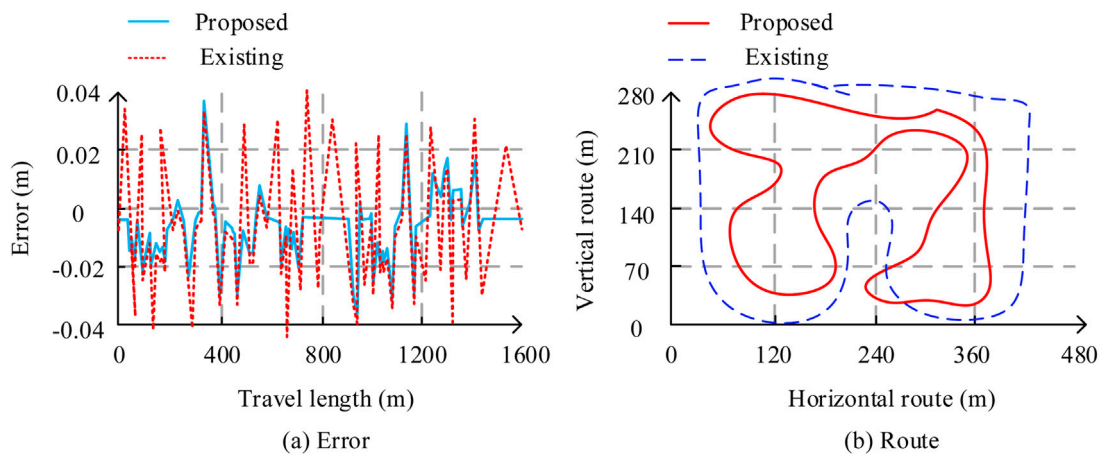 Proposed
Existing
0.04
0.02
0
-0.02
-0.04
Error (m)
0
400
800
1200
1600
Travel length (m)
(a) Error
Proposed
Existing
280
210
140
70
0
Vertical route (m)
0
120
240
360
480
Horizontal route (m)
(b) Route